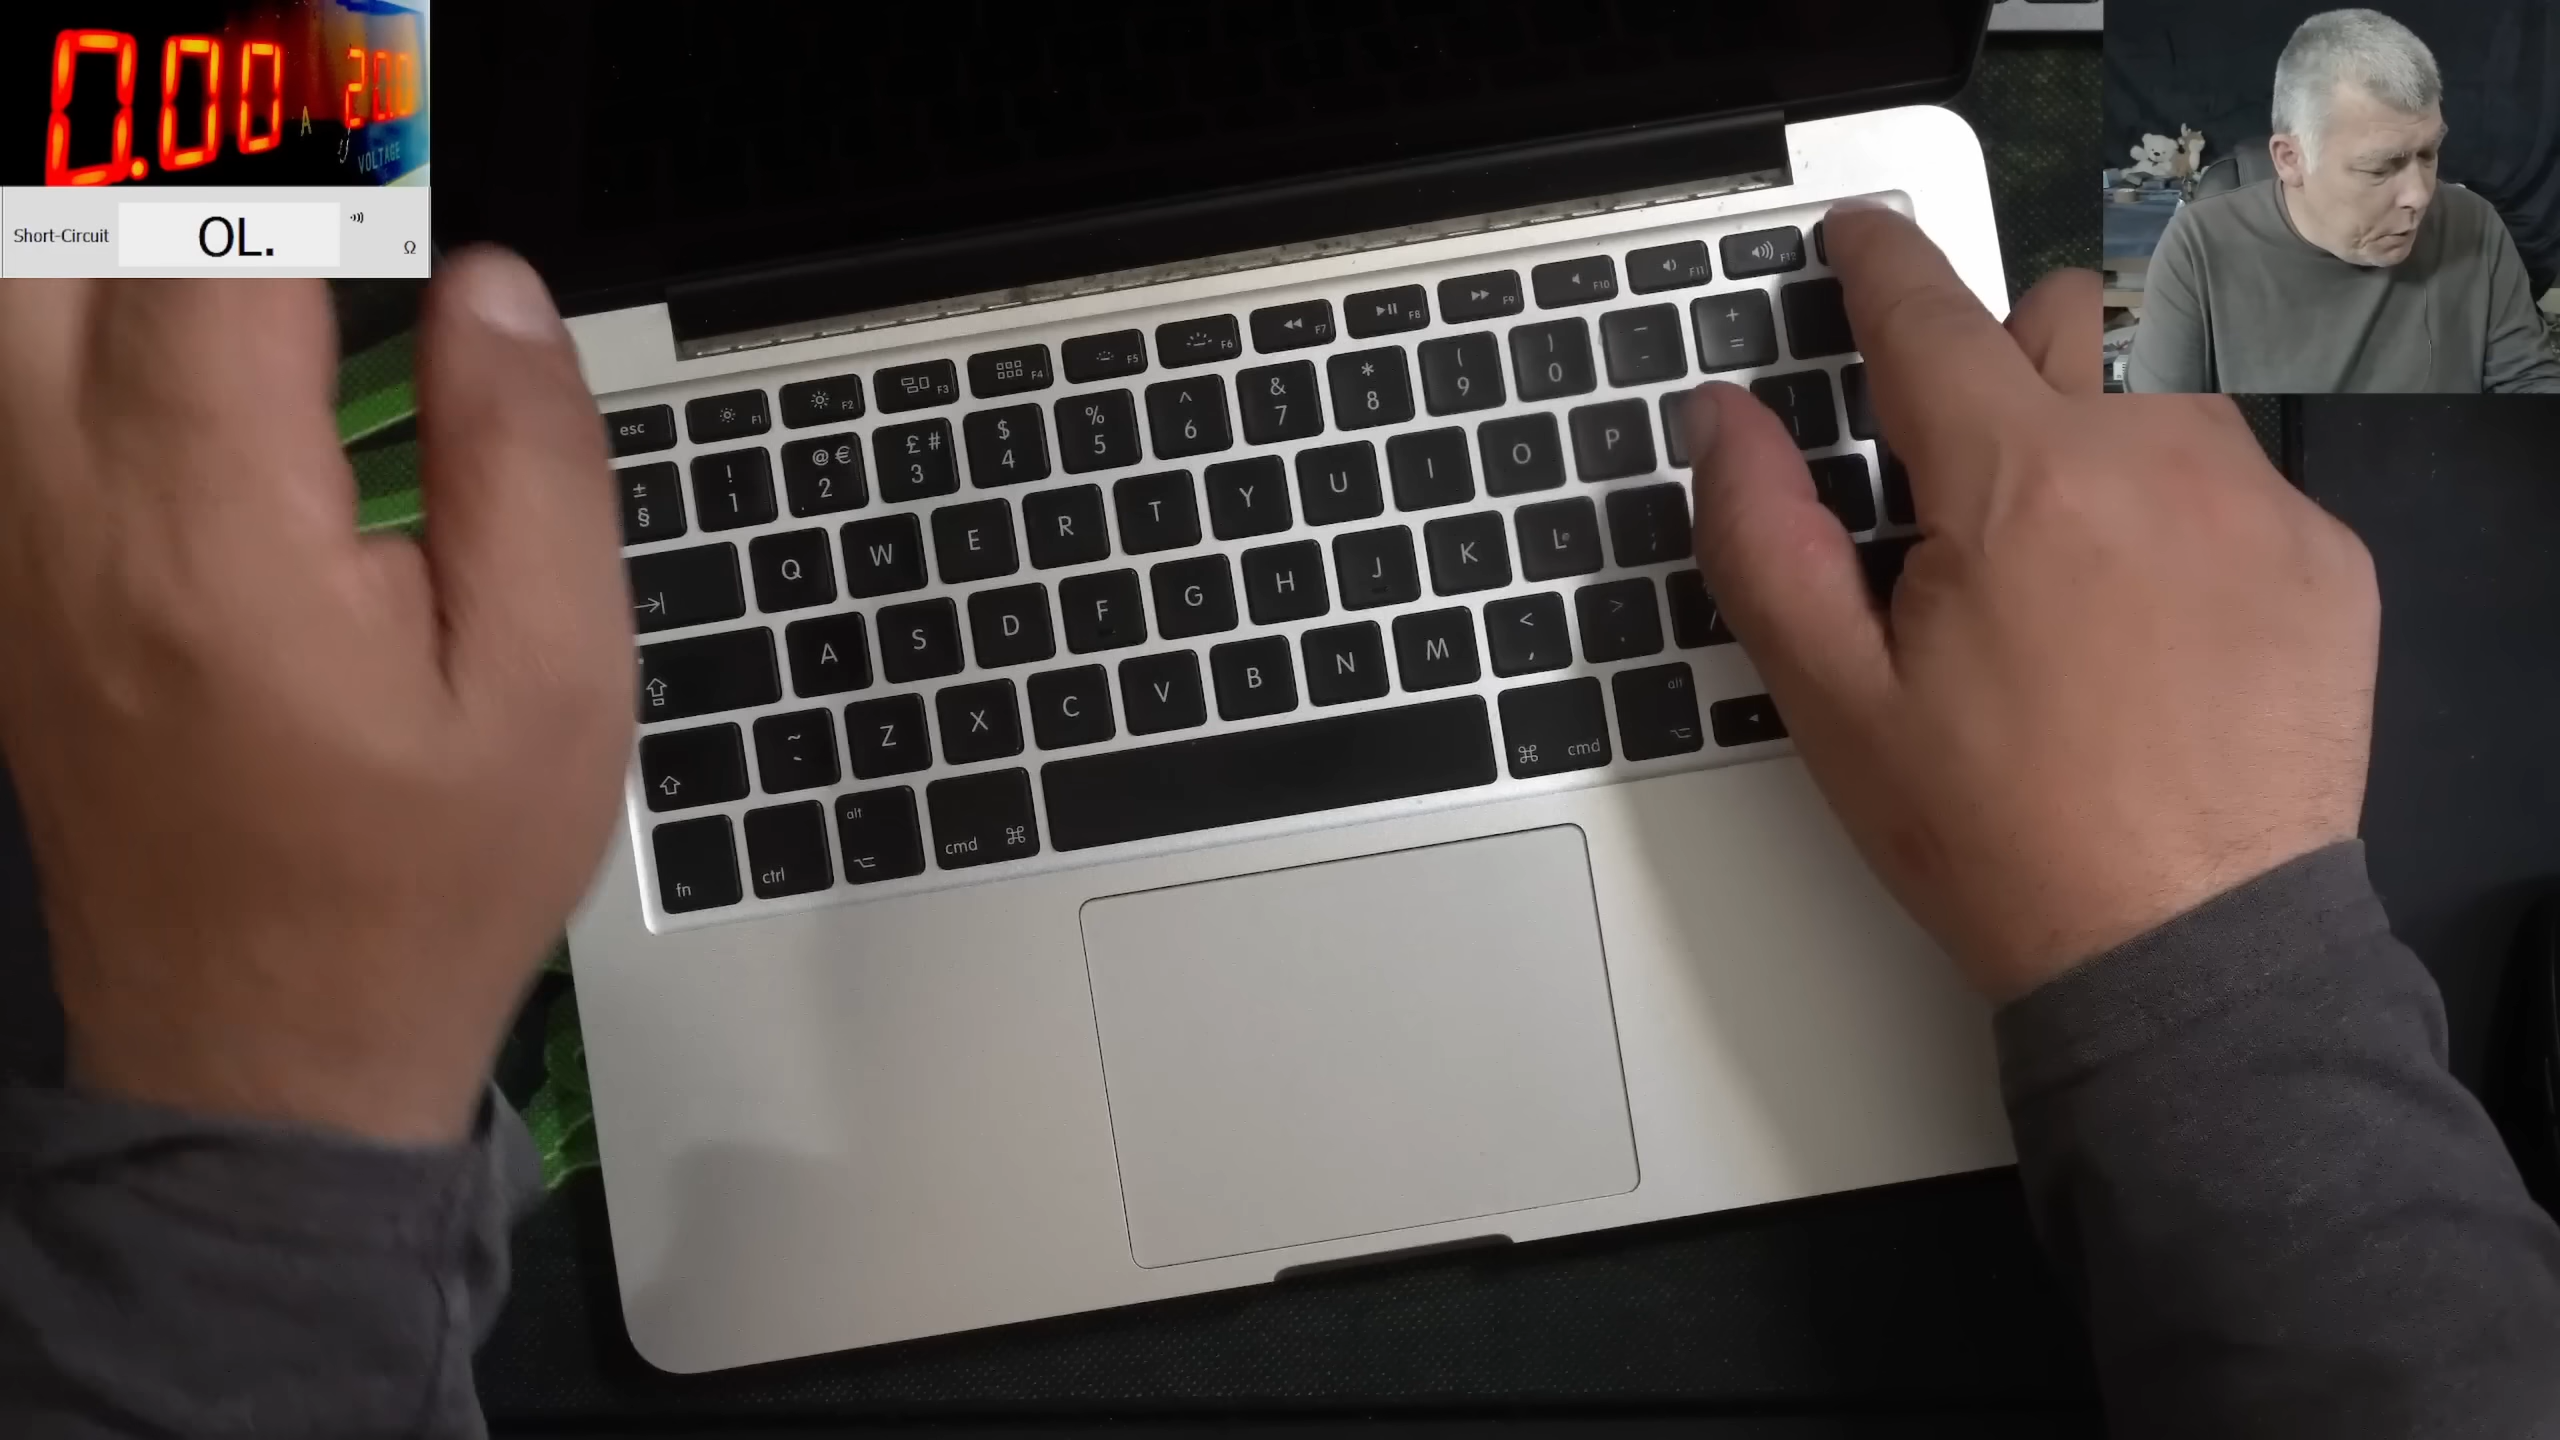 0.00 A 20.0
VOLTAGE
Short-Circuit OL. Ω
esc F1 F2 F3 F4 F5 F6 F7 F8 F9 F10 F11 F12
± § ! 1 @ € 2 £ # 3 $ 4 % 5 ^ 6 & 7 * 8 ( 9 ) 0 _ - + =
Q W E R T Y U I O P }
A S D F G H J K L : ;
~ ` Z X C V B N M < , > . /
fn ctrl alt cmd ⌘ ⌘ cmd alt